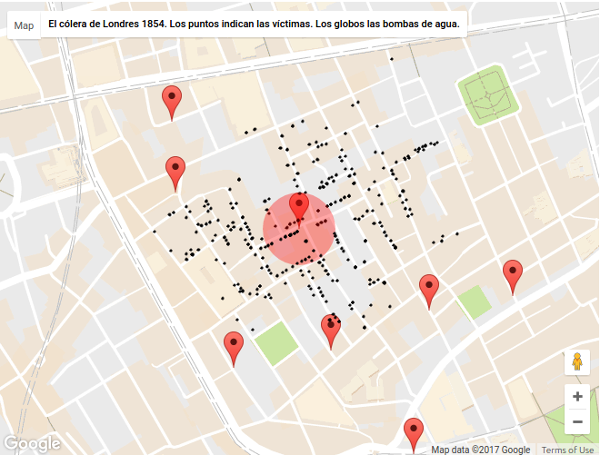 Map
El cólera de Londres 1854. Los puntos indican las víctimas. Los globos las bombas de agua.
+
−
Google
Map data ©2017 Google
Terms of Use